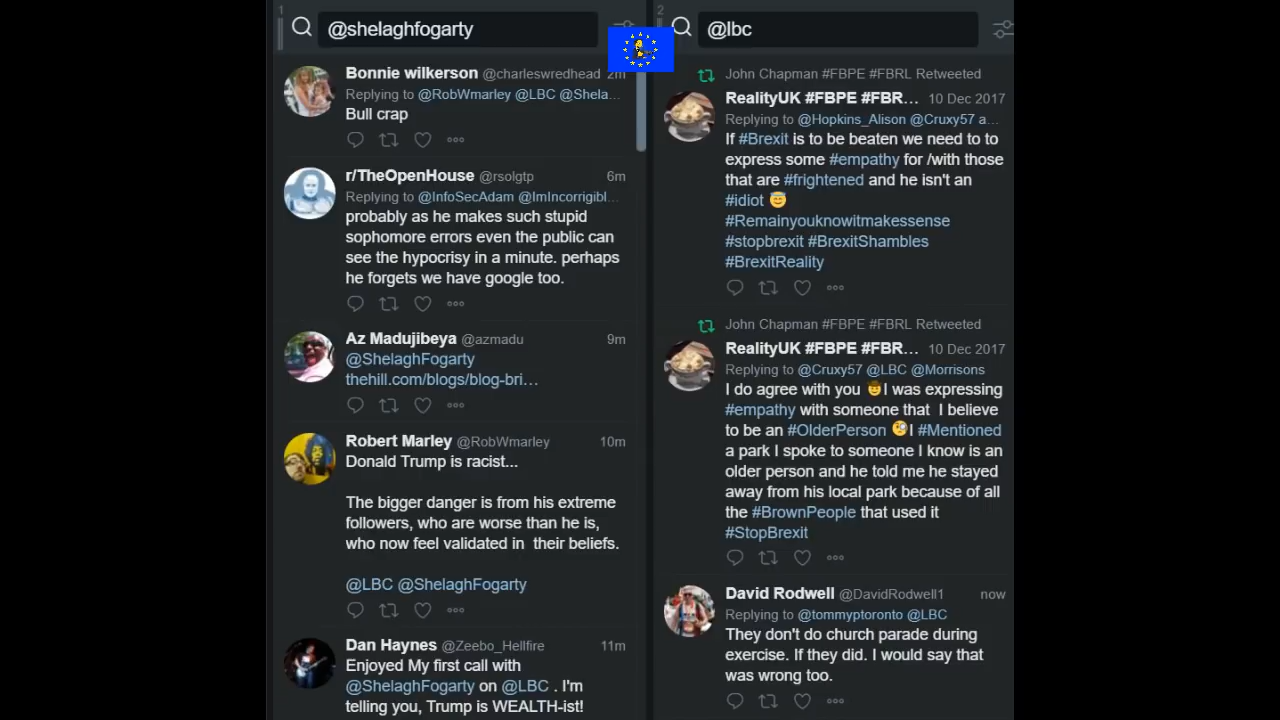 1
@shelaghfogarty
Bonnie wilkerson @charleswredhead 2m
Replying to @RobWmarley @LBC @Shela...
Bull crap
r/TheOpenHouse @rsolgtp 6m
Replying to @InfoSecAdam @ImIncorrigibl...
probably as he makes such stupid
sophomore errors even the public can
see the hypocrisy in a minute. perhaps
he forgets we have google too.
Az Madujibeya @azmadu 9m
@ShelaghFogarty
thehill.com/blogs/blog-bri...
Robert Marley @RobWmarley 10m
Donald Trump is racist...
The bigger danger is from his extreme
followers, who are worse than he is,
who now feel validated in their beliefs.
@LBC @ShelaghFogarty
Dan Haynes @Zeebo_Hellfire 11m
Enjoyed My first call with
@ShelaghFogarty on @LBC . I'm
telling you, Trump is WEALTH-ist!
2
@lbc
John Chapman #FBPE #FBRL Retweeted
RealityUK #FBPE #FBR... 10 Dec 2017
Replying to @Hopkins_Alison @Cruxy57 a...
If #Brexit is to be beaten we need to to
express some #empathy for /with those
that are #frightened and he isn't an
#idiot 😇
#Remainyouknowitmakessense
#stopbrexit #BrexitShambles
#BrexitReality
John Chapman #FBPE #FBRL Retweeted
RealityUK #FBPE #FBR... 10 Dec 2017
Replying to @Cruxy57 @LBC @Morrisons
I do agree with you 🤠I was expressing
#empathy with someone that I believe
to be an #OlderPerson 🧐I #Mentioned
a park I spoke to someone I know is an
older person and he told me he stayed
away from his local park because of all
the #BrownPeople that used it
#StopBrexit
David Rodwell @DavidRodwell1 now
Replying to @tommyptoronto @LBC
They don't do church parade during
exercise. If they did. I would say that
was wrong too.